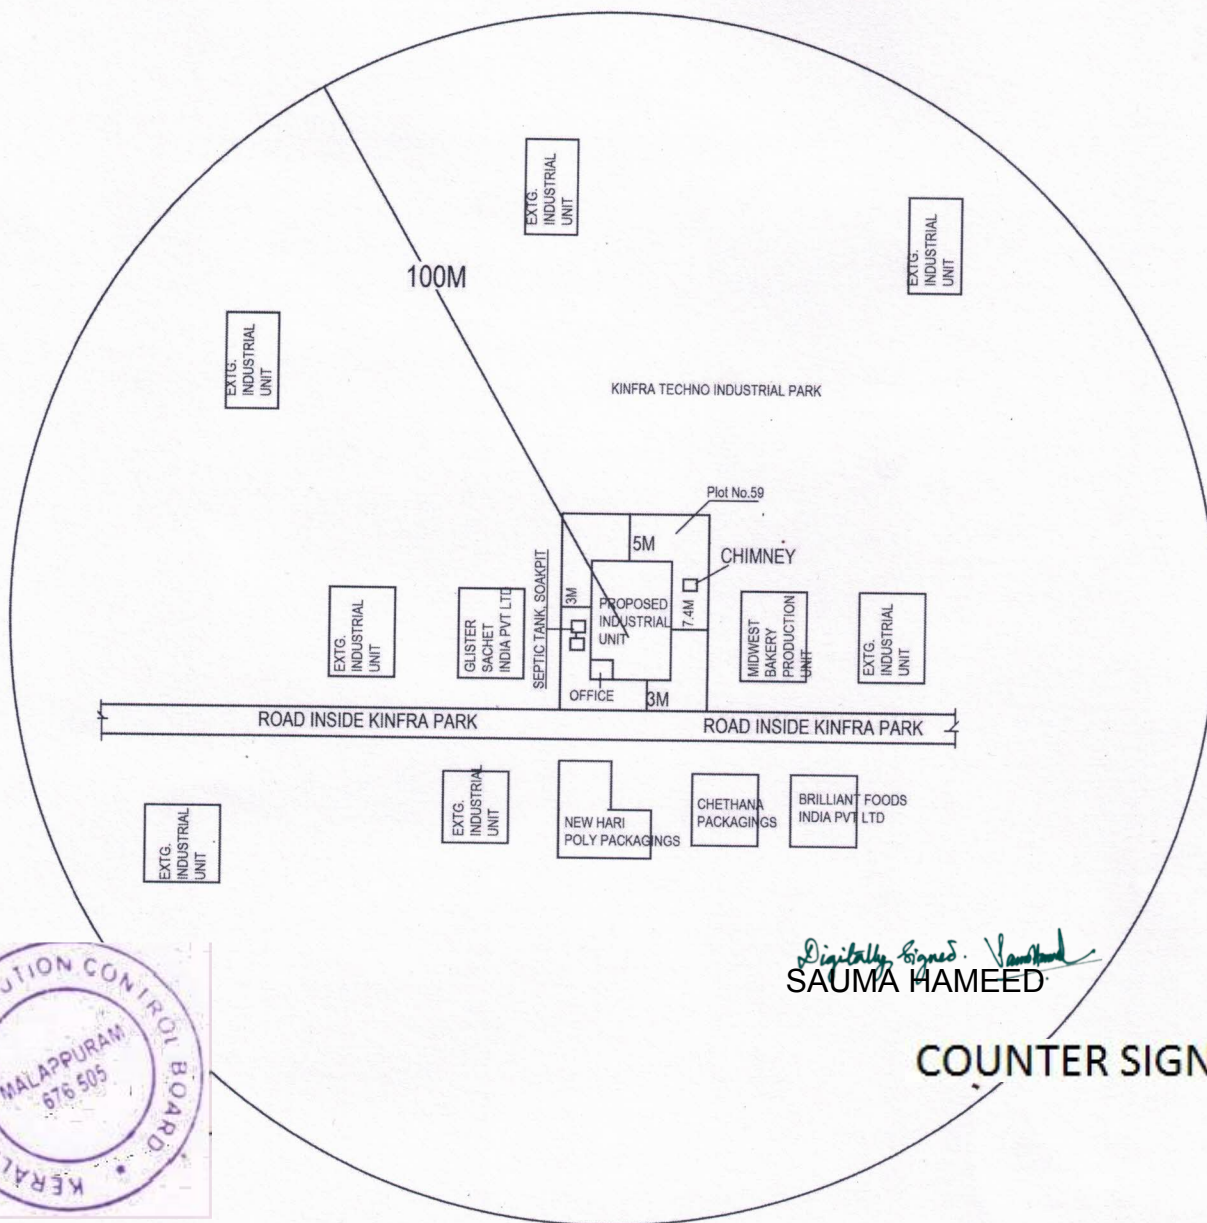 EXTG.
INDUSTRIAL
UNIT
EXTG.
INDUSTRIAL
UNIT
100M
EXTG.
INDUSTRIAL
UNIT
KINFRA TECHNO INDUSTRIAL PARK
Plot No.59
5M
CHIMNEY
EXTG.
INDUSTRIAL
UNIT
GLISTER
SACHET
INDIA PVT LTD
SEPTIC TANK, SOAKPIT
3M
PROPOSED
INDUSTRIAL
UNIT
7.4M
MIDWEST
BAKERY
PRODUCTION
UNIT
EXTG.
INDUSTRIAL
UNIT
OFFICE
3M
ROAD INSIDE KINFRA PARK
ROAD INSIDE KINFRA PARK
EXTG.
INDUSTRIAL
UNIT
EXTG.
INDUSTRIAL
UNIT
NEW HARI
POLY PACKAGINGS
CHETHANA
PACKAGINGS
BRILLIANT FOODS
INDIA PVT LTD
Digitally Signed.
SAUMA HAMEED
COUNTER SIGN
UTION CONTROL BOARD
MALAPPURAM
676 505
KERAL